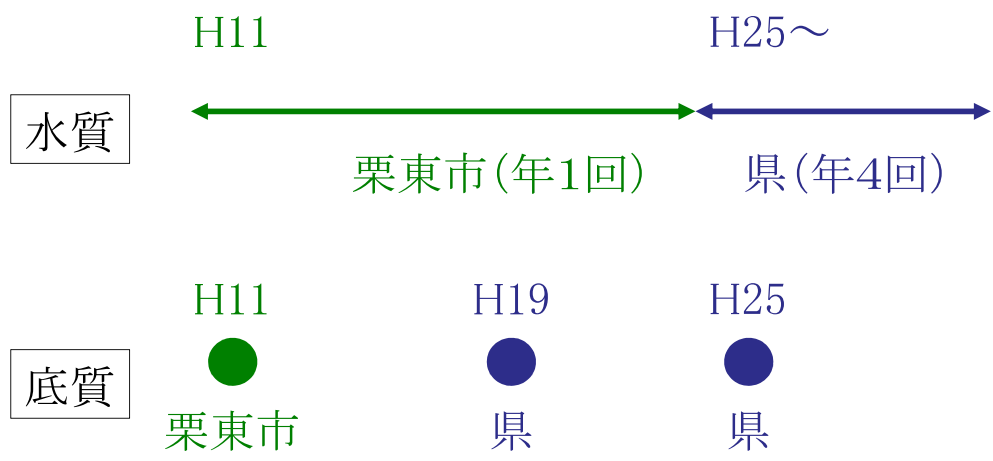 H11
H25～
水質
栗東市(年1回)
県(年4回)
H11
H19
H25
底質
栗東市
県
県